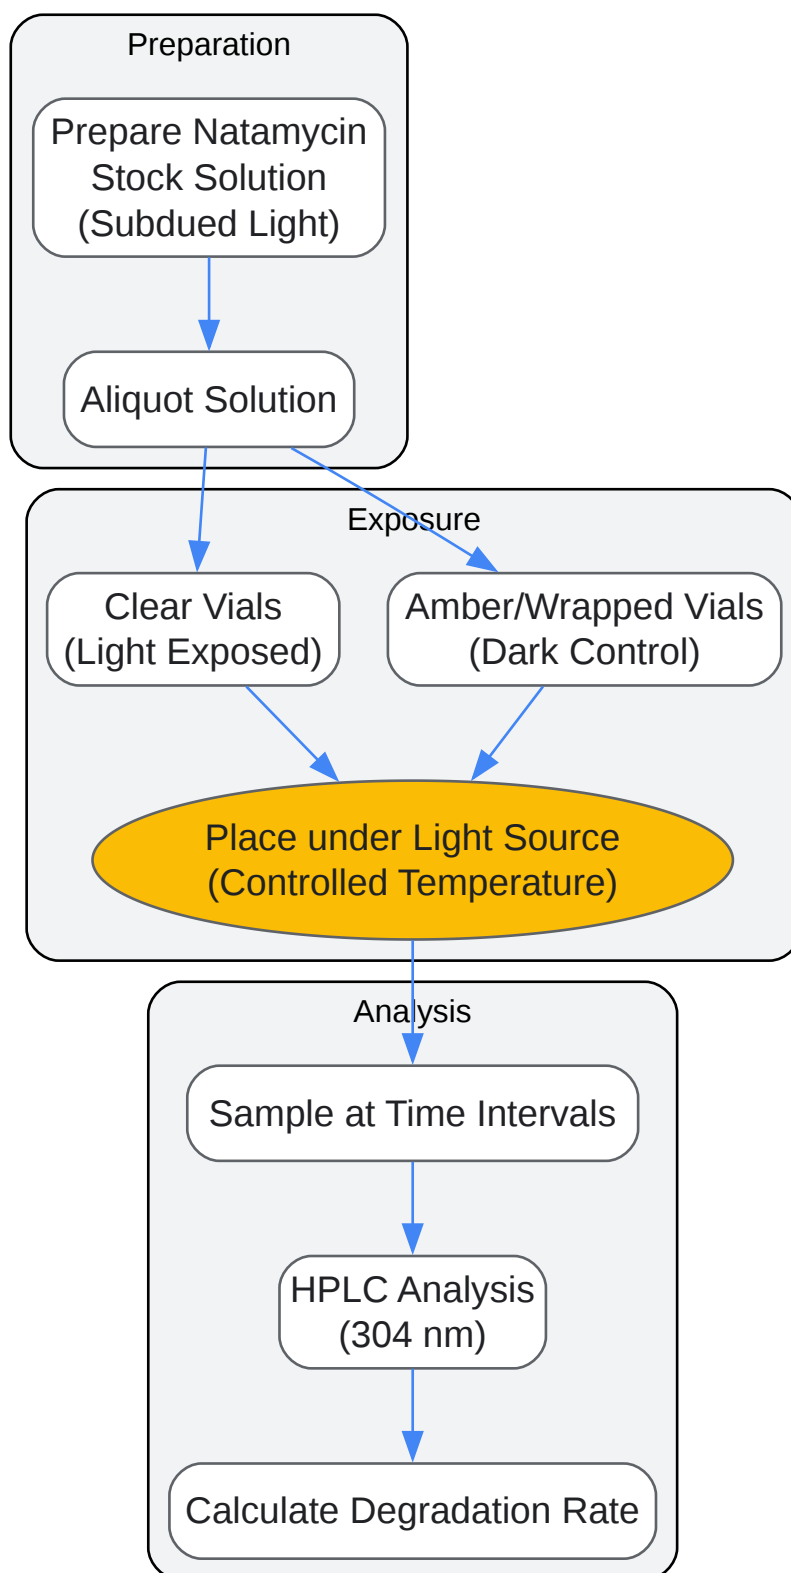 Preparation
Prepare Natamycin
Stock Solution
(Subdued Light)
Aliquot Solution
Exposure
Clear Vials
(Light Exposed)
Amber/Wrapped Vials
(Dark Control)
Place under Light Source
(Controlled Temperature)
Analysis
Sample at Time Intervals
HPLC Analysis
(304 nm)
Calculate Degradation Rate